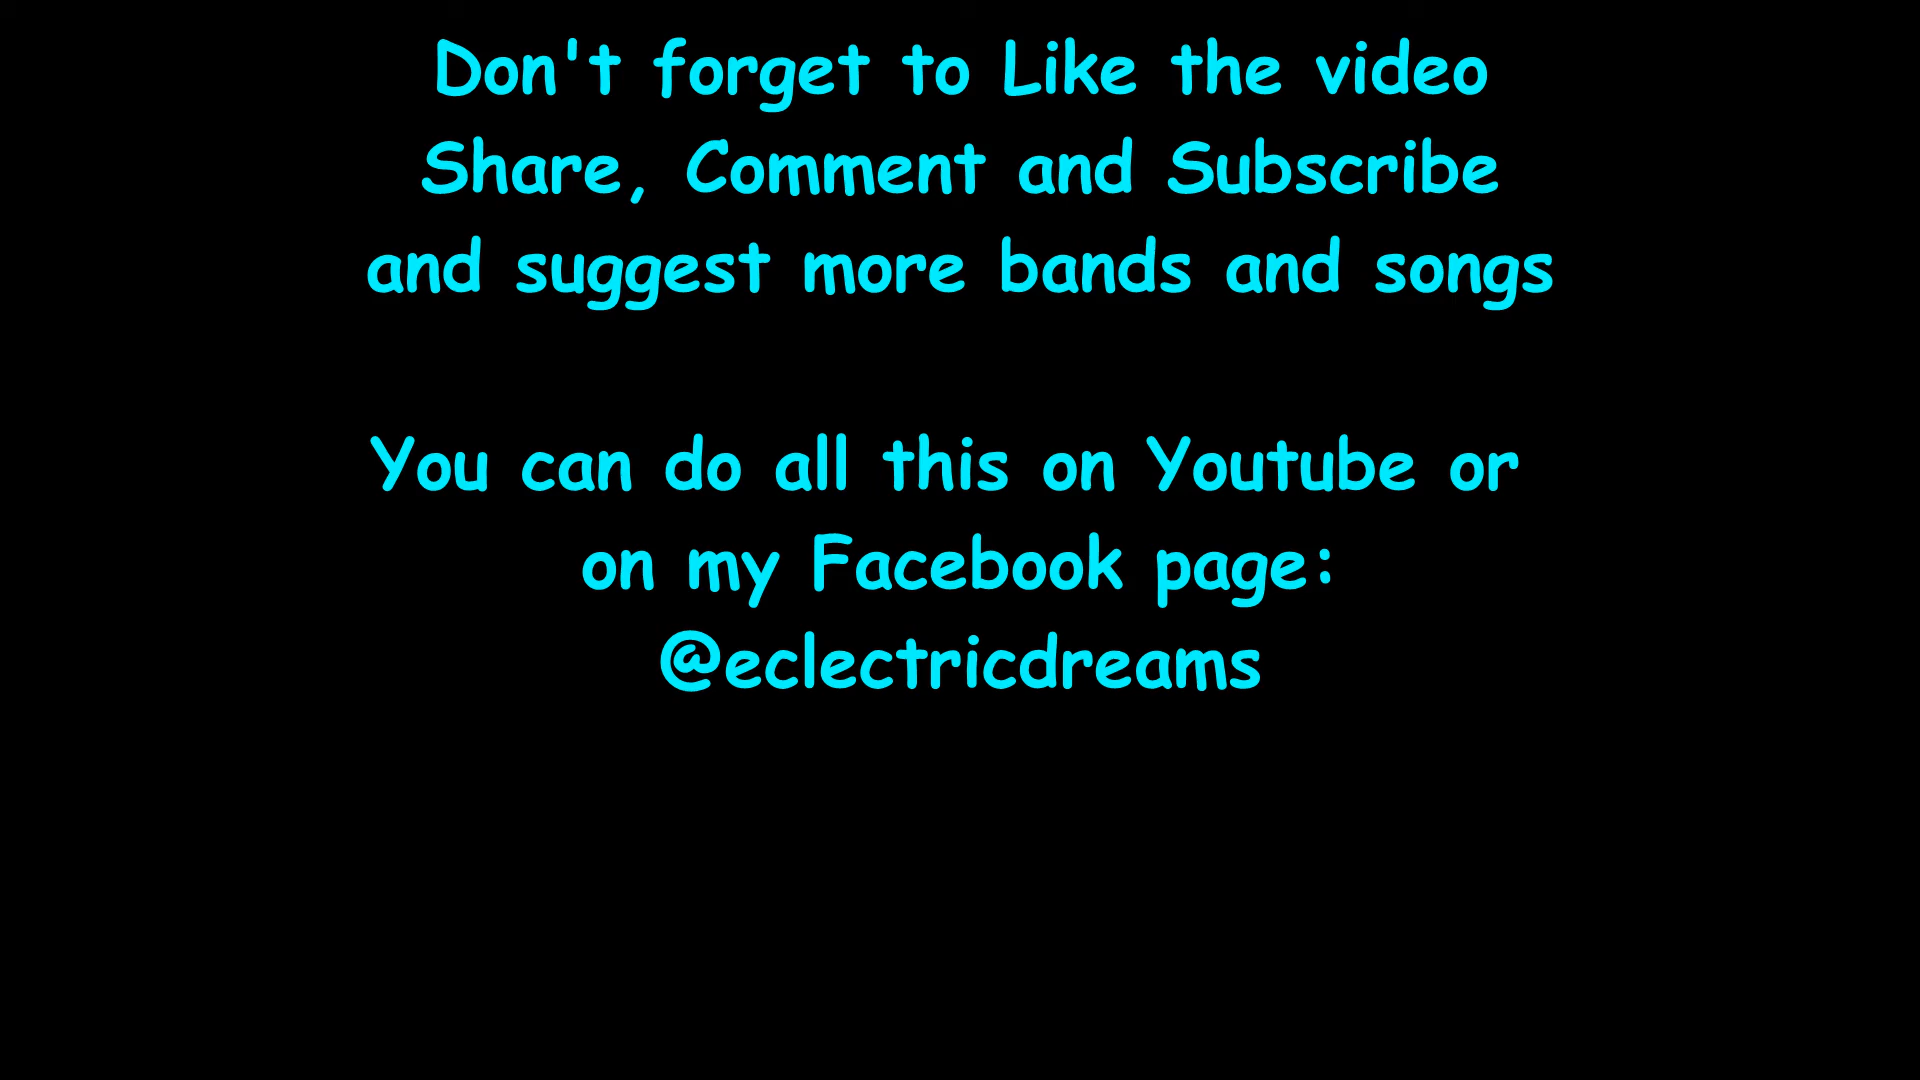 Don't forget to Like the video
Share, Comment and Subscribe
and suggest more bands and songs
You can do all this on Youtube or
on my Facebook page:
@eclectricdreams